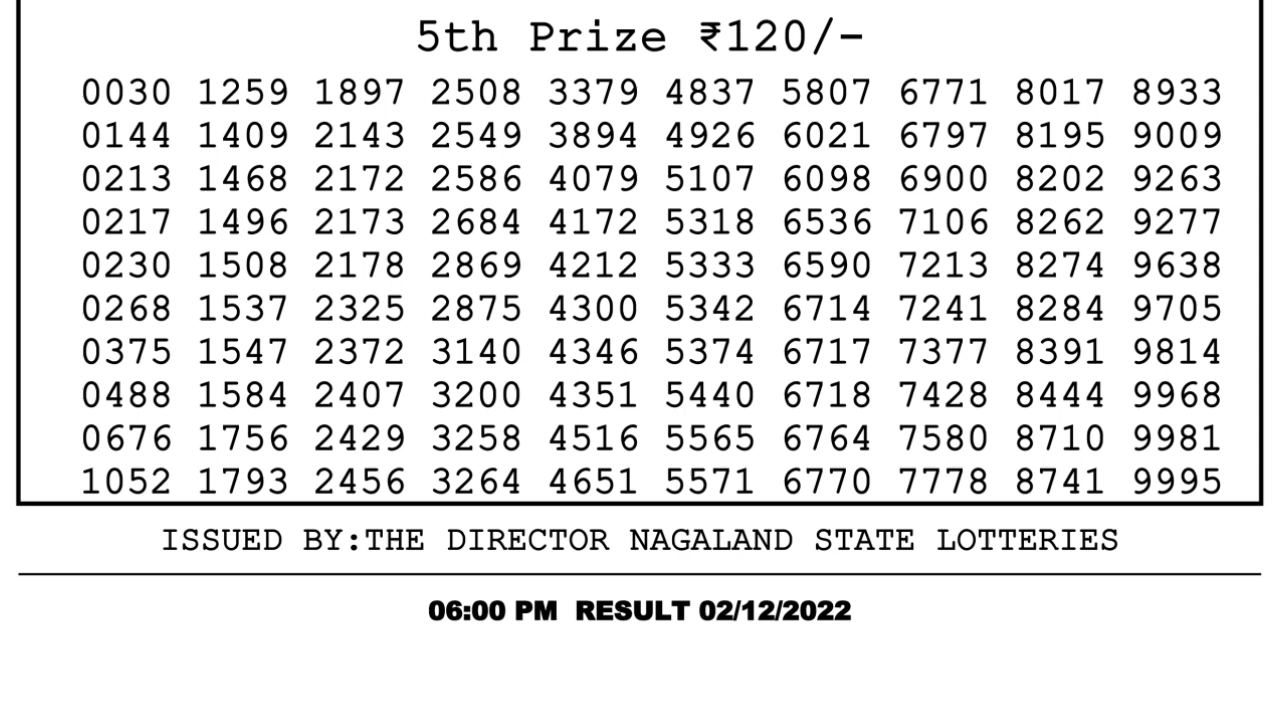 5th Prize ₹120/-
0030 1259 1897 2508 3379 4837 5807 6771 8017 8933
0144 1409 2143 2549 3894 4926 6021 6797 8195 9009
0213 1468 2172 2586 4079 5107 6098 6900 8202 9263
0217 1496 2173 2684 4172 5318 6536 7106 8262 9277
0230 1508 2178 2869 4212 5333 6590 7213 8274 9638
0268 1537 2325 2875 4300 5342 6714 7241 8284 9705
0375 1547 2372 3140 4346 5374 6717 7377 8391 9814
0488 1584 2407 3200 4351 5440 6718 7428 8444 9968
0676 1756 2429 3258 4516 5565 6764 7580 8710 9981
1052 1793 2456 3264 4651 5571 6770 7778 8741 9995
ISSUED BY:THE DIRECTOR NAGALAND STATE LOTTERIES
06:00 PM RESULT 02/12/2022